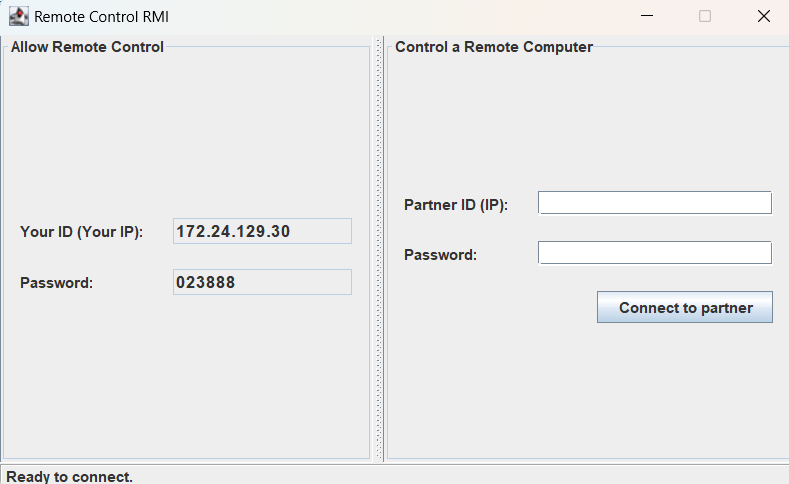 Remote Control RMI
Allow Remote Control
Your ID (Your IP): 172.24.129.30
Password: 023888
Control a Remote Computer
Partner ID (IP):
Password:
Connect to partner
Ready to connect.